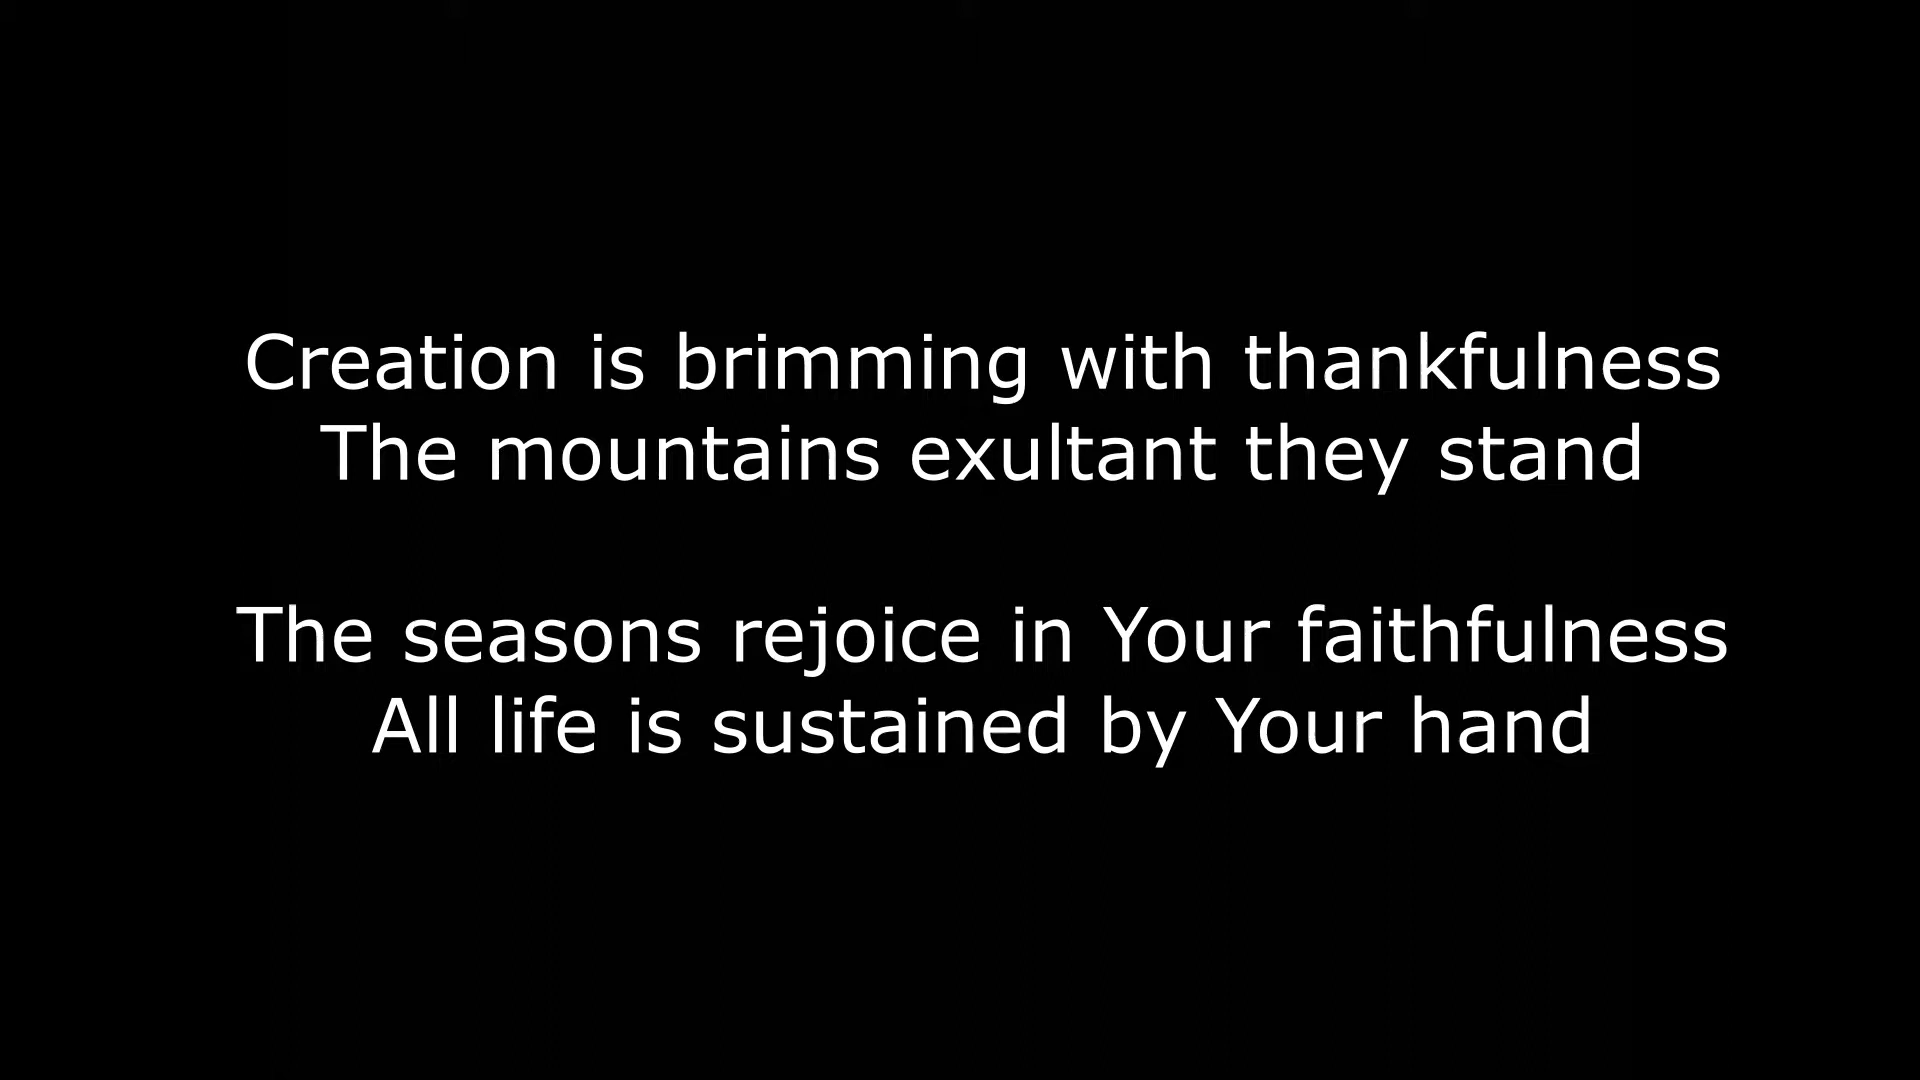 Creation is brimming with thankfulness
The mountains exultant they stand
The seasons rejoice in Your faithfulness
All life is sustained by Your hand